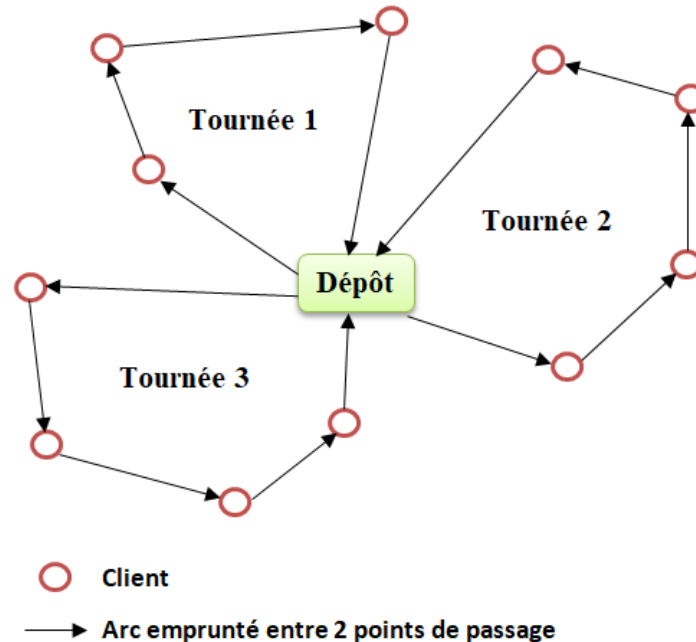 Tournée 1
Tournée 2
Dépôt
Tournée 3
Client
Arc emprunté entre 2 points de passage